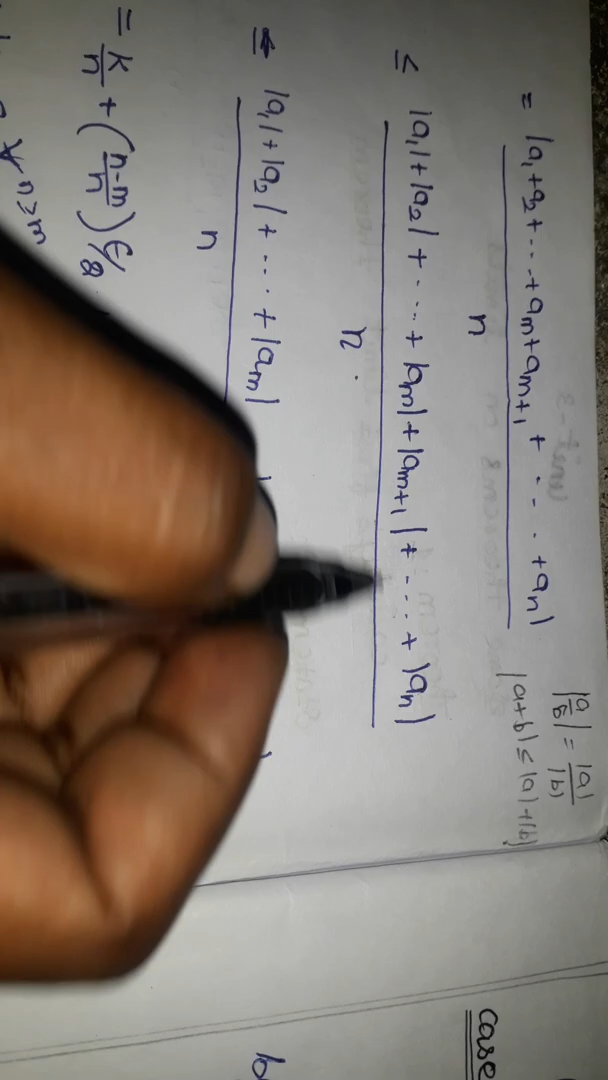 |a/b| = |a|/|b|
= |a₁+a₂+...+aₘ+aₘ₊₁+...+aₙ| / n |a+b| ≤ |a|+|b|
≤ |a₁|+|a₂|+...+|aₘ|+|aₘ₊₁|+...+|aₙ| / n.
= |a₁|+|a₂|+...+|aₘ| / n
= k/n + (n-m/n) ε/2
∀ n≥m
case
b